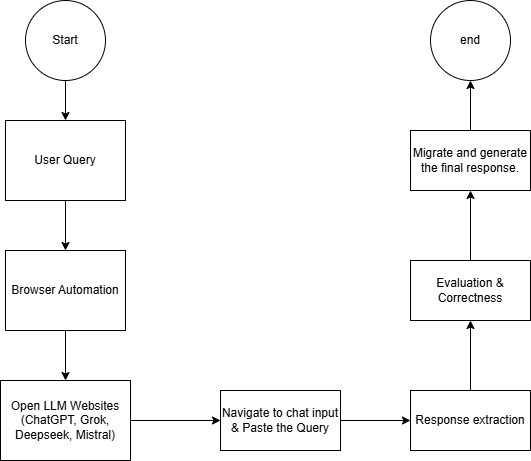 Start
User Query
Browser Automation
Open LLM Websites
(ChatGPT, Grok,
Deepseek, Mistral)
Navigate to chat input
& Paste the Query
Response extraction
Evaluation &
Correctness
Migrate and generate
the final response.
end